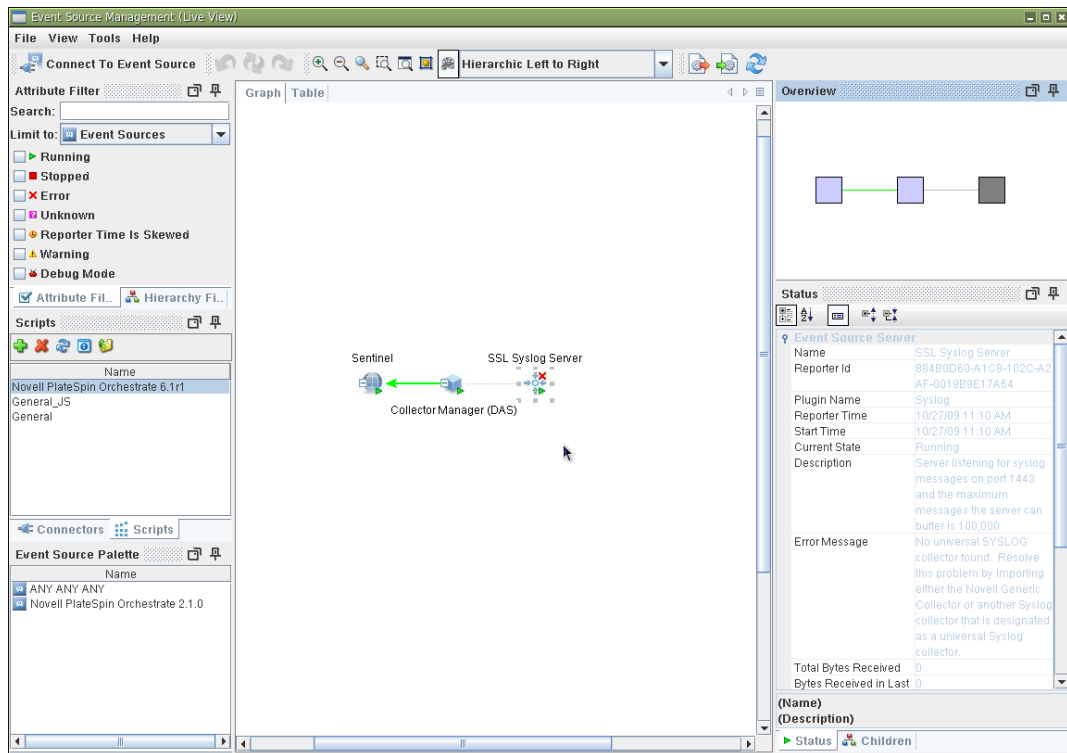 Event Source Management (Live View)
File View Tools Help
Connect To Event Source
Hierarchic Left to Right
Attribute Filter
Search:
Limit to: Event Sources
Running
Stopped
Error
Unknown
Reporter Time Is Skewed
Warning
Debug Mode
Attribute Fil.. Hierarchy Fi..
Scripts
Name
Novell PlateSpin Orchestrate 6.1r1
General_JS
General
Connectors Scripts
Event Source Palette
Name
ANY ANY ANY
Novell PlateSpin Orchestrate 2.1.0
Graph Table
Sentinel
SSL Syslog Server
Collector Manager (DAS)
Overview
Status
Event Source Server
Name SSL Syslog Server
Reporter Id 884B0D60-A1C8-102C-A2
AF-0019B9E17A54
Plugin Name Syslog
Reporter Time 10/27/09 11:10 AM
Start Time 10/27/09 11:10 AM
Current State Running
Description Server listening for syslog
messages on port 1443
and the maximum
messages the server can
buffer is 100,000
Error Message No universal SYSLOG
collector found. Resolve
this problem by importing
either the Novell Generic
Collector or another Syslog
collector that is designated
as a universal Syslog
collector.
Total Bytes Received 0
Bytes Received in Last 0
(Name)
(Description)
Status Children